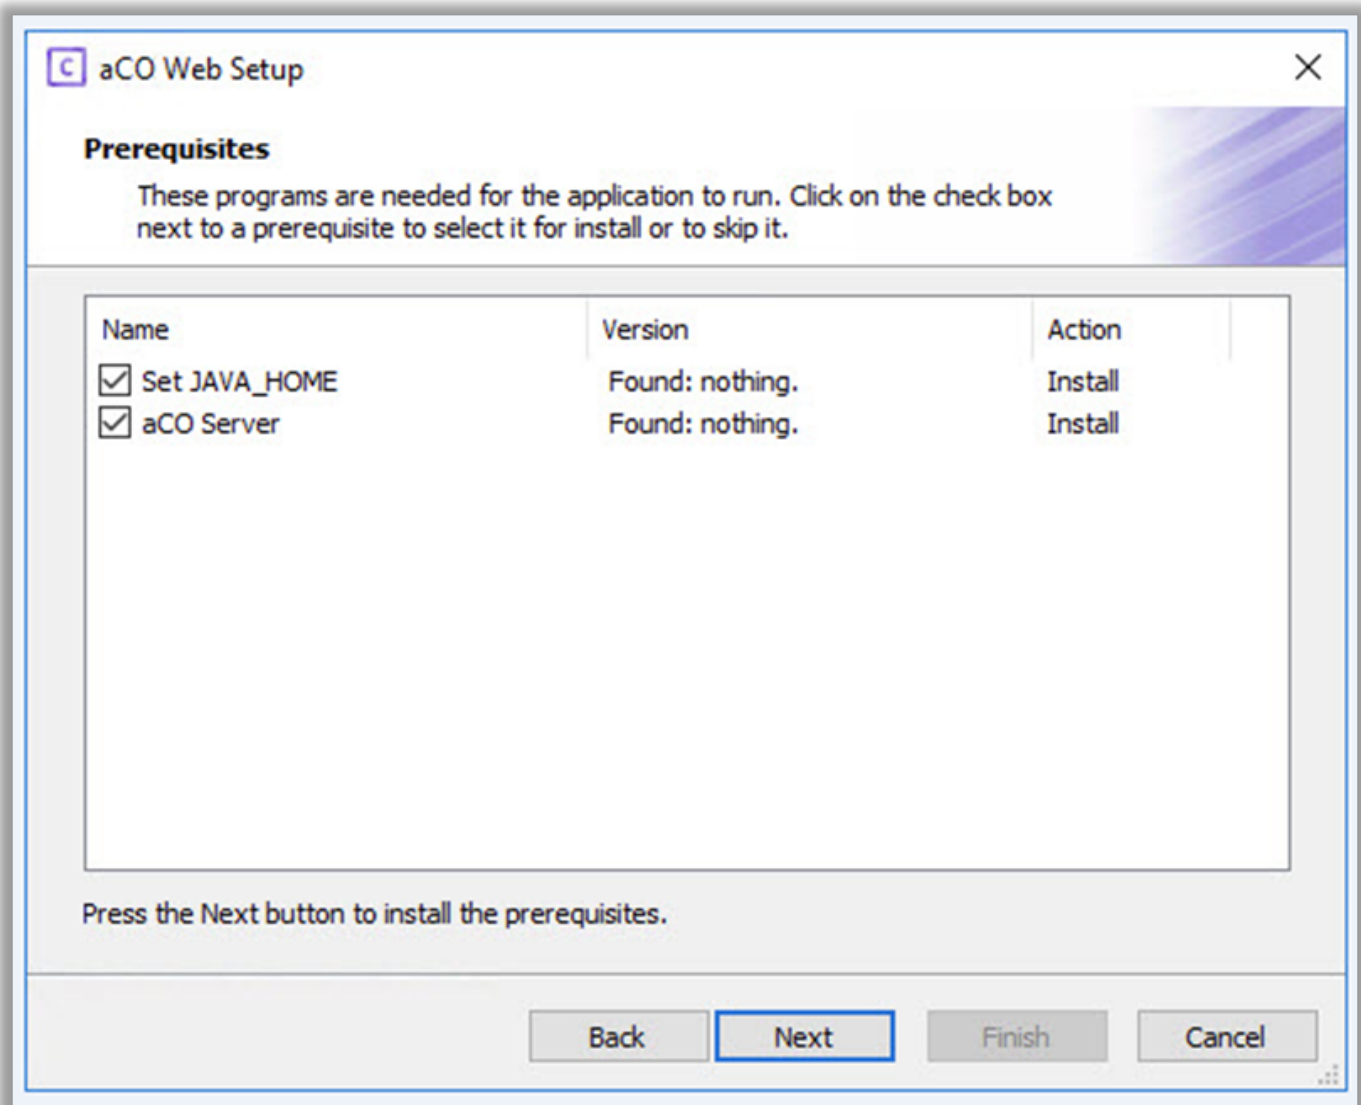 C aCO Web Setup
Prerequisites
These programs are needed for the application to run. Click on the check box
next to a prerequisite to select it for install or to skip it.
Name Version Action
Set JAVA_HOME Found: nothing. Install
aCO Server Found: nothing. Install
Press the Next button to install the prerequisites.
Back Next Finish Cancel